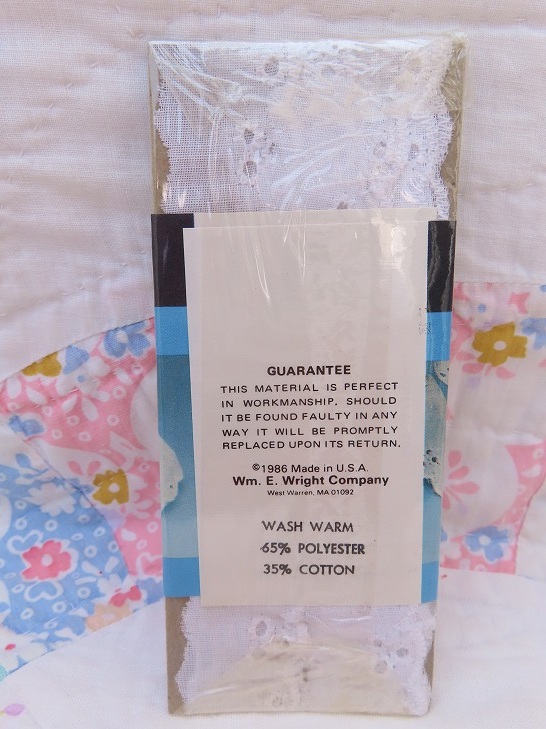 GUARANTEE
THIS MATERIAL IS PERFECT
IN WORKMANSHIP. SHOULD
IT BE FOUND FAULTY IN ANY
WAY IT WILL BE PROMPTLY
REPLACED UPON ITS RETURN.
©1986 Made in U.S.A.
Wm. E. Wright Company
West Warren, MA 01092
WASH WARM
65% POLYESTER
35% COTTON